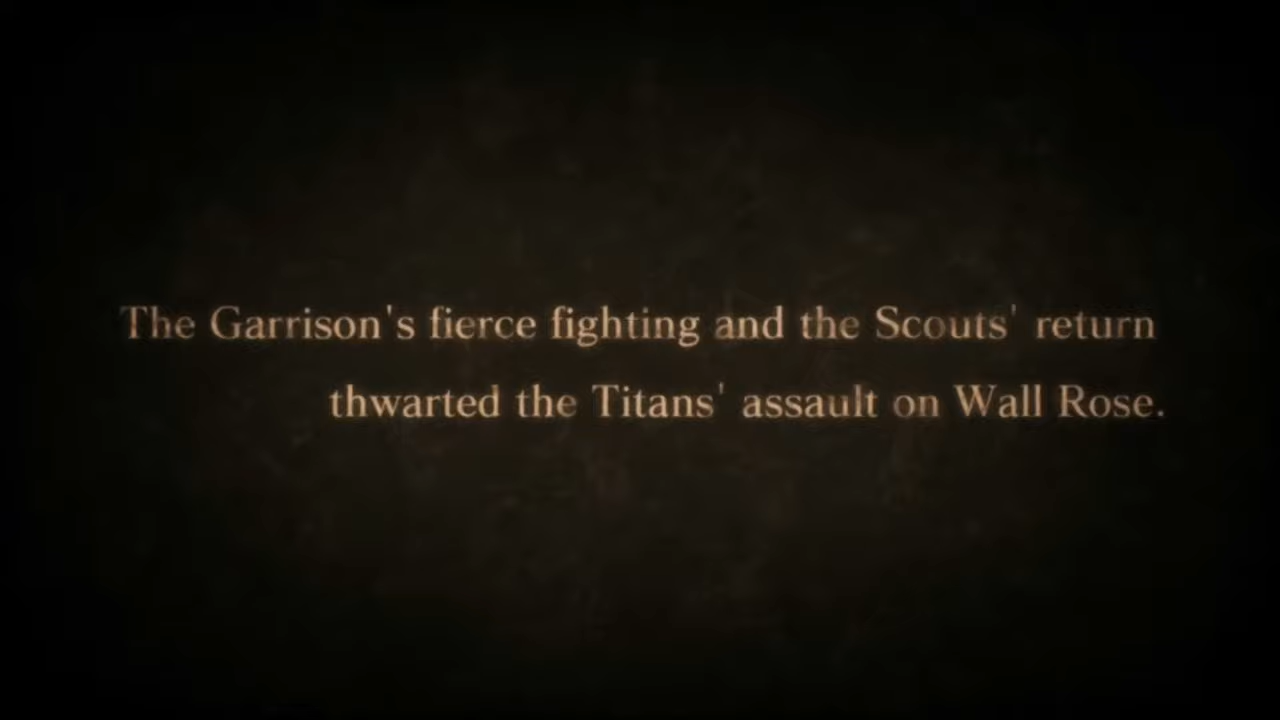 The Garrison's fierce fighting and the Scouts' return
thwarted the Titans' assault on Wall Rose.